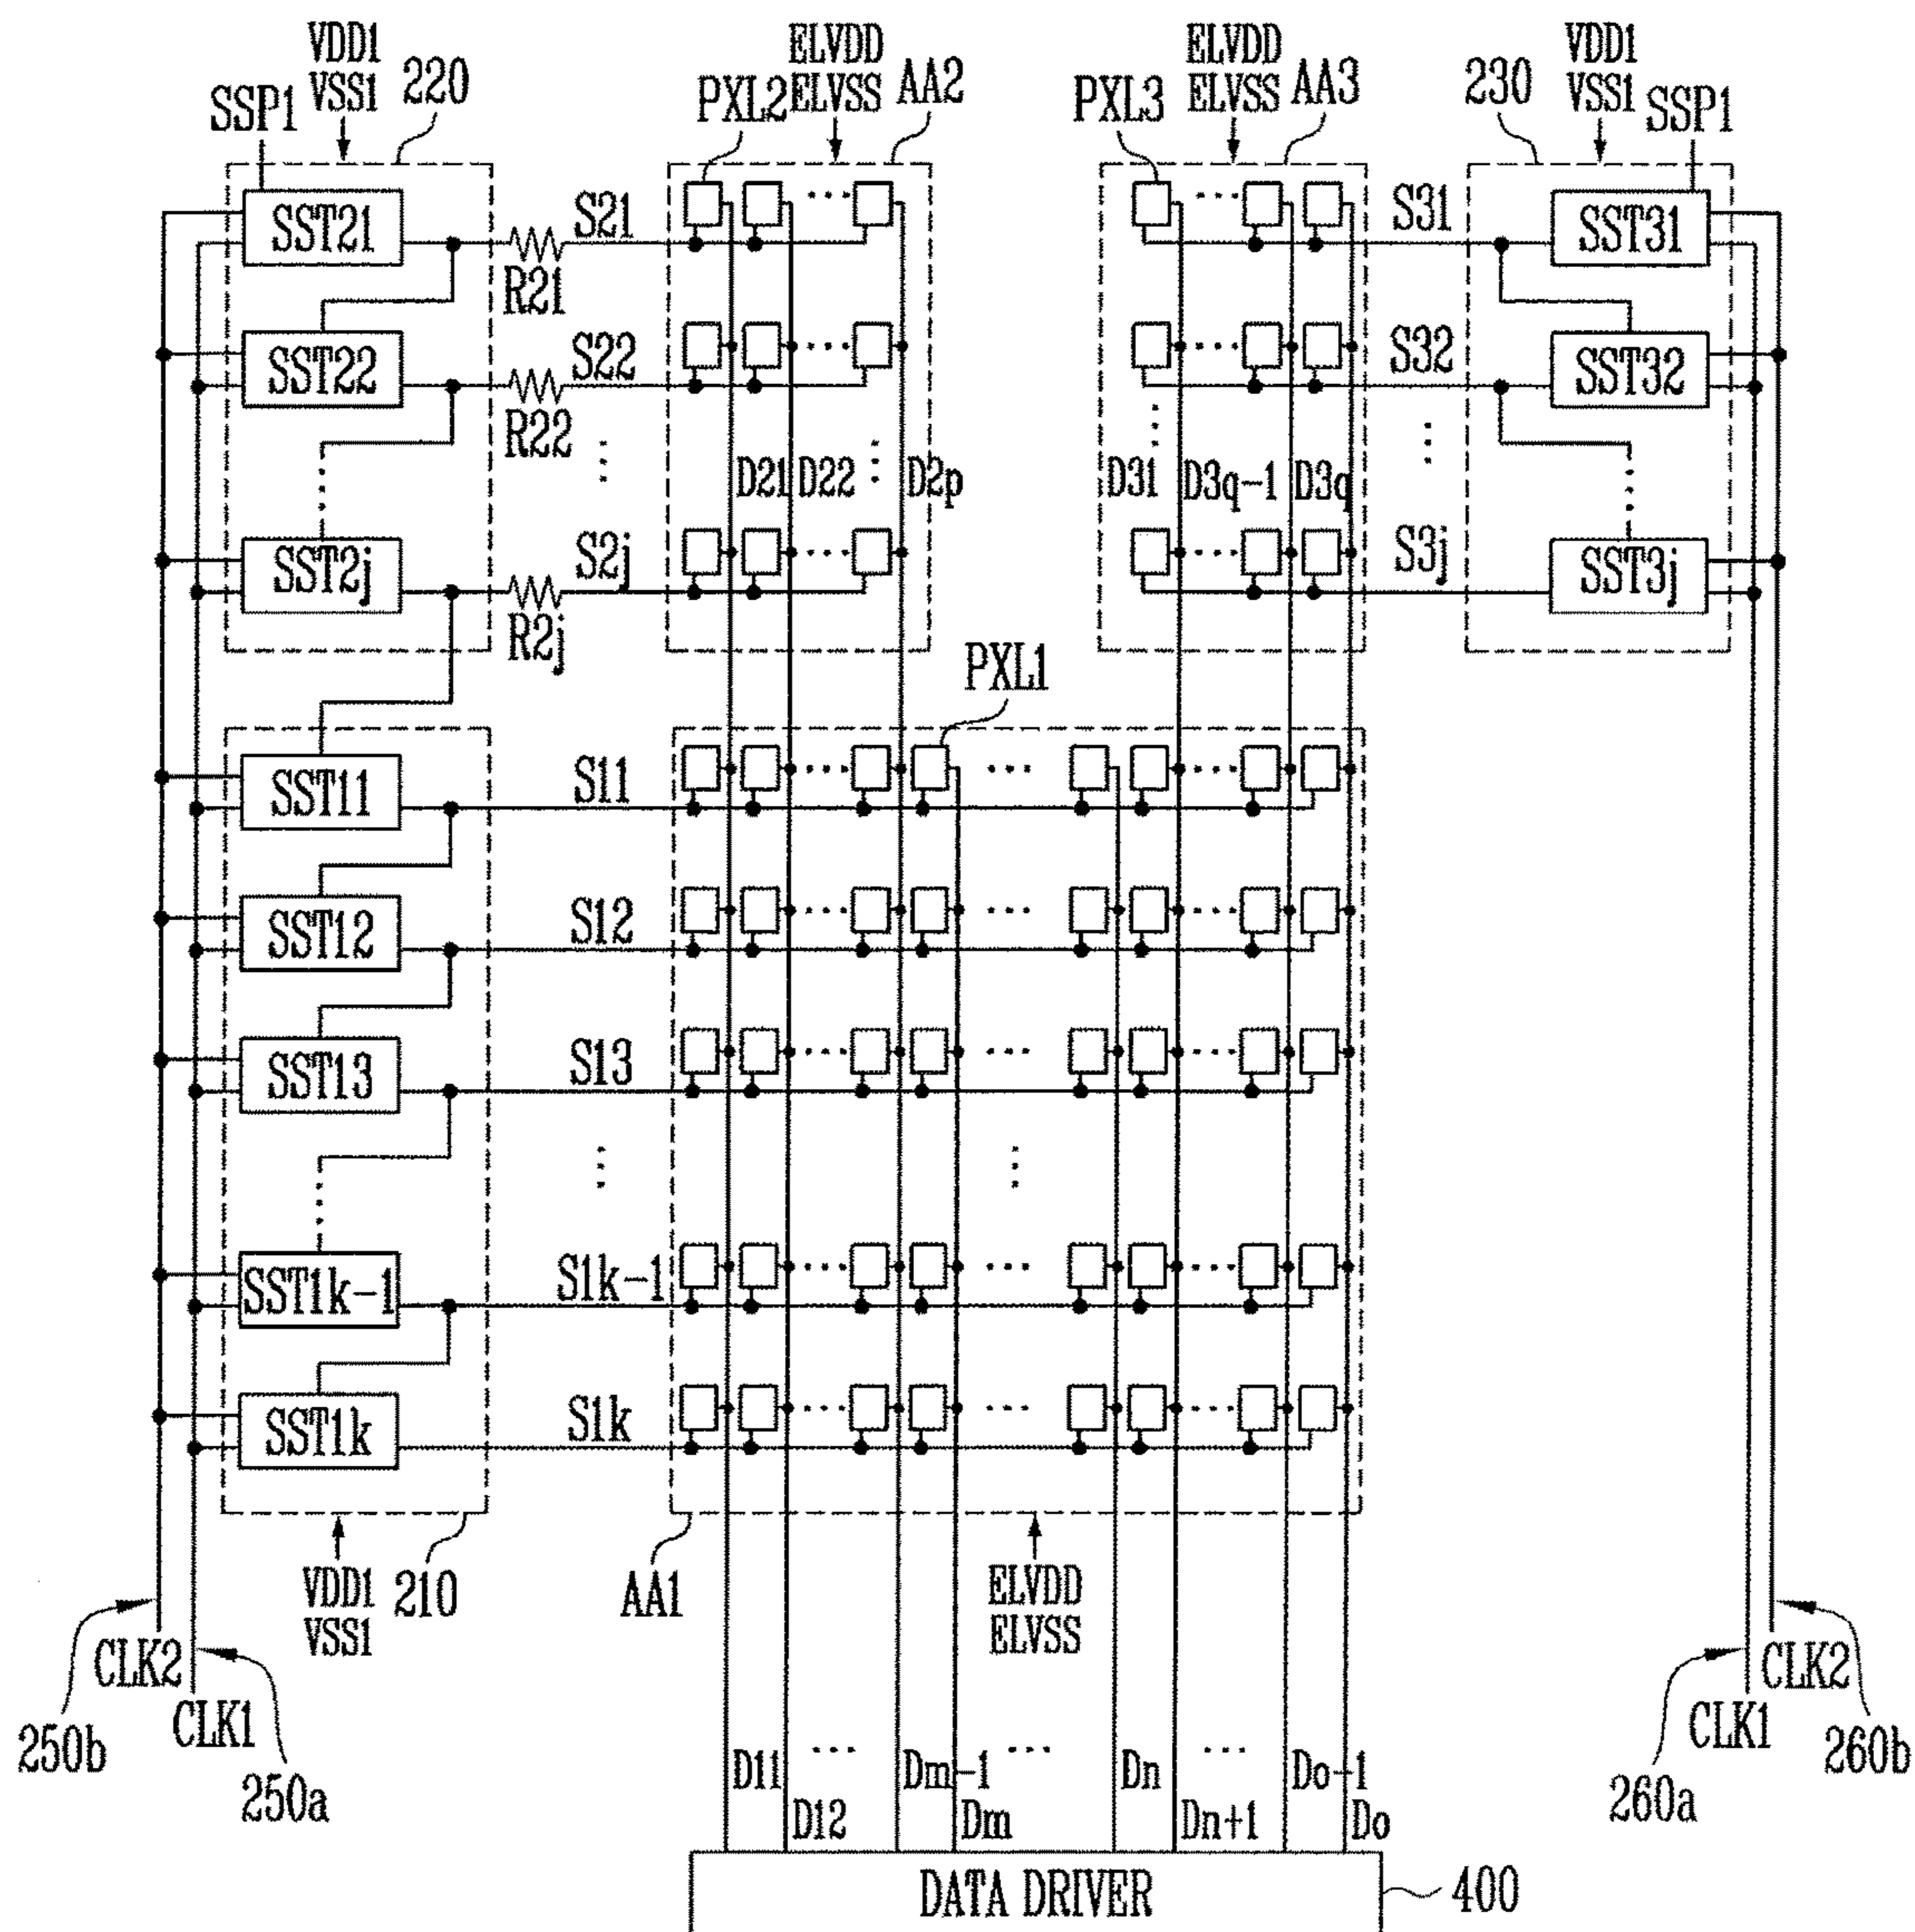 VDD1
VSS1
220
SSP1
ELVDD
ELVSS
PXL2
AA2
ELVDD
ELVSS
PXL3
AA3
VDD1
VSS1
230
SSP1
SST21
S21
R21
S31
SST31
SST22
S22
R22
S32
SST32
D21
D22
D2p
D31
D3q-1
D3q
SST2j
S2j
R2j
S3j
SST3j
PXL1
SST11
S11
SST12
S12
SST13
S13
SST1k-1
S1k-1
SST1k
S1k
VDD1
VSS1
210
AA1
ELVDD
ELVSS
CLK2
CLK1
250b
250a
CLK2
CLK1
260b
260a
D11
D12
Dm-1
Dm
Dn
Dn+1
Do-1
Do
DATA DRIVER
400